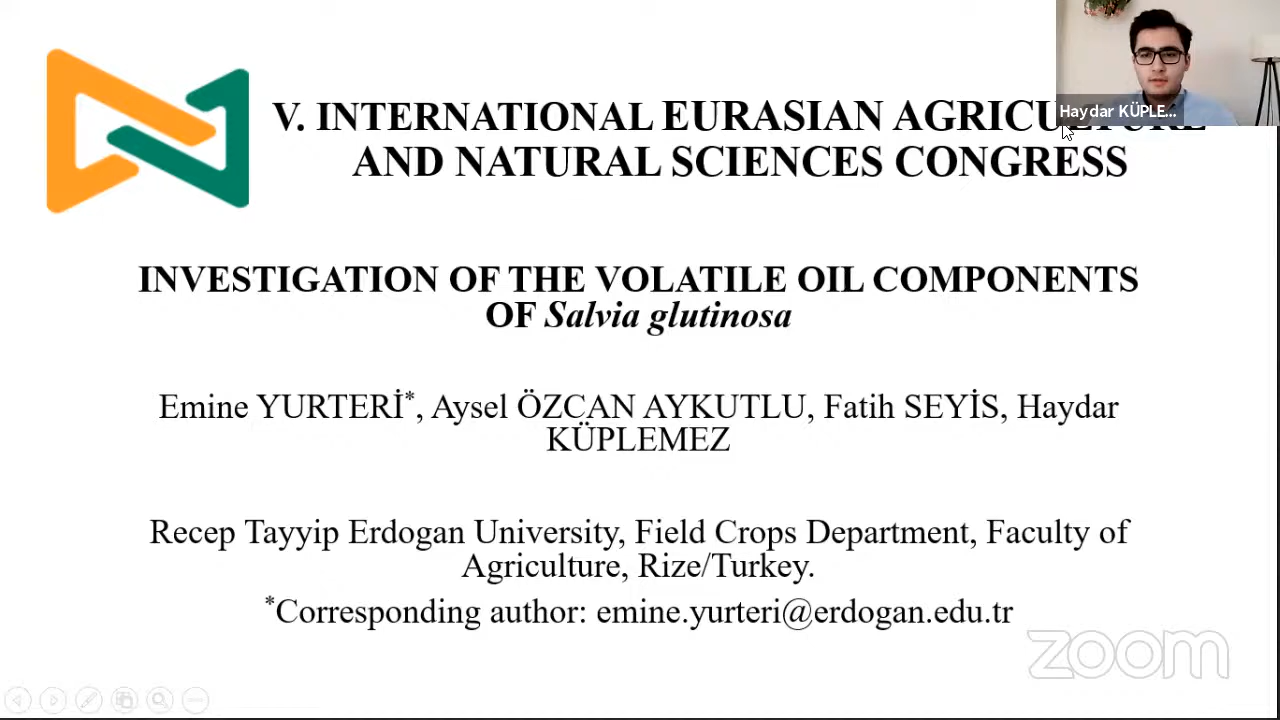 V. INTERNATIONAL EURASIAN AGRICULTURE
AND NATURAL SCIENCES CONGRESS
Haydar KÜPLE...
INVESTIGATION OF THE VOLATILE OIL COMPONENTS
OF Salvia glutinosa
Emine YURTERİ*, Aysel ÖZCAN AYKUTLU, Fatih SEYİS, Haydar
KÜPLEMEZ
Recep Tayyip Erdogan University, Field Crops Department, Faculty of
Agriculture, Rize/Turkey.
*Corresponding author: emine.yurteri@erdogan.edu.tr
zoom